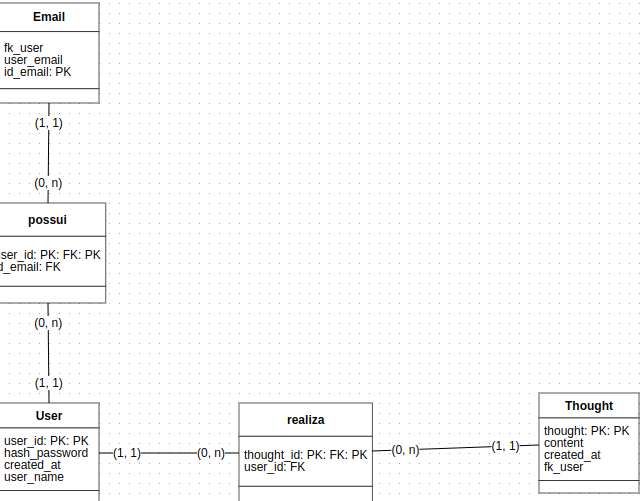 Email
fk_user
user_email
id_email: PK
(1, 1)
(0, n)
possui
ser_id: PK: FK: PK
d_email: FK
(0, n)
(1, 1)
User
user_id: PK: PK
hash_password
created_at
user_name
(1, 1)
(0, n)
realiza
thought_id: PK: FK: PK
user_id: FK
(0, n)
(1, 1)
Thought
thought: PK: PK
content
created_at
fk_user